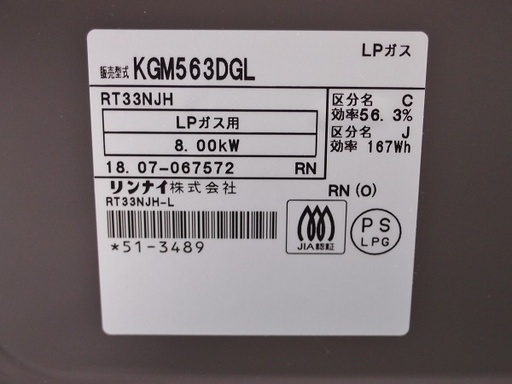 LPガス
販売型式 KGM563DGL
RT33NJH
LPガス用
8.00kW
区分名 C
効率56.3%
区分名 J
効率 167Wh
18.07-067572 RN
リンナイ株式会社
RN(O)
RT33NJH-L
*51-3489
JIA認証
PS
LPG